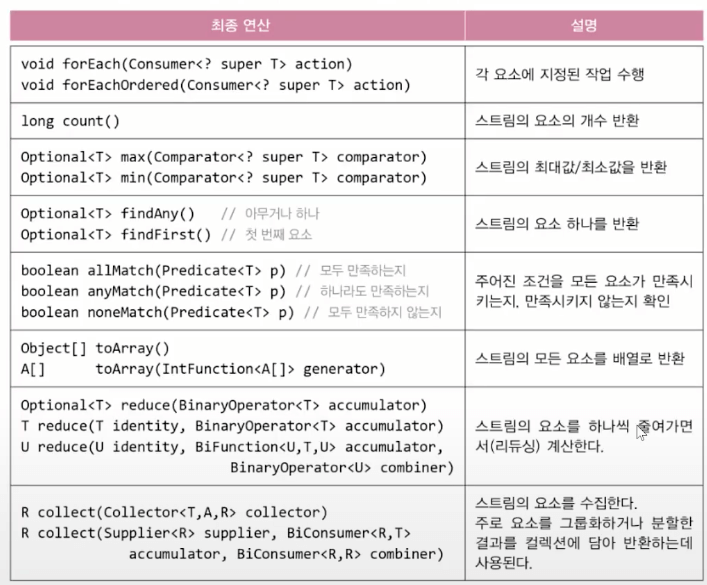 최종 연산
설명
void forEach(Consumer<? super T> action)
void forEachOrdered(Consumer<? super T> action)
각 요소에 지정된 작업 수행
long count()
스트림의 요소의 개수 반환
Optional<T> max(Comparator<? super T> comparator)
Optional<T> min(Comparator<? super T> comparator)
스트림의 최대값/최소값을 반환
Optional<T> findAny() // 아무거나 하나
Optional<T> findFirst() // 첫 번째 요소
스트림의 요소 하나를 반환
boolean allMatch(Predicate<T> p) // 모두 만족하는지
boolean anyMatch(Predicate<T> p) // 하나라도 만족하는지
boolean noneMatch(Predicate<T> p) // 모두 만족하지 않는지
주어진 조건을 모든 요소가 만족시
키는지, 만족시키지 않는지 확인
Object[] toArray()
A[] toArray(IntFunction<A[]> generator)
스트림의 모든 요소를 배열로 반환
Optional<T> reduce(BinaryOperator<T> accumulator)
T reduce(T identity, BinaryOperator<T> accumulator)
U reduce(U identity, BiFunction<U,T,U> accumulator,
BinaryOperator<U> combiner)
스트림의 요소를 하나씩 줄여가면
서(리듀싱) 계산한다.
R collect(Collector<T,A,R> collector)
R collect(Supplier<R> supplier, BiConsumer<R,T>
accumulator, BiConsumer<R,R> combiner)
스트림의 요소를 수집한다.
주로 요소를 그룹화하거나 분할한
결과를 컬렉션에 담아 반환하는데
사용된다.